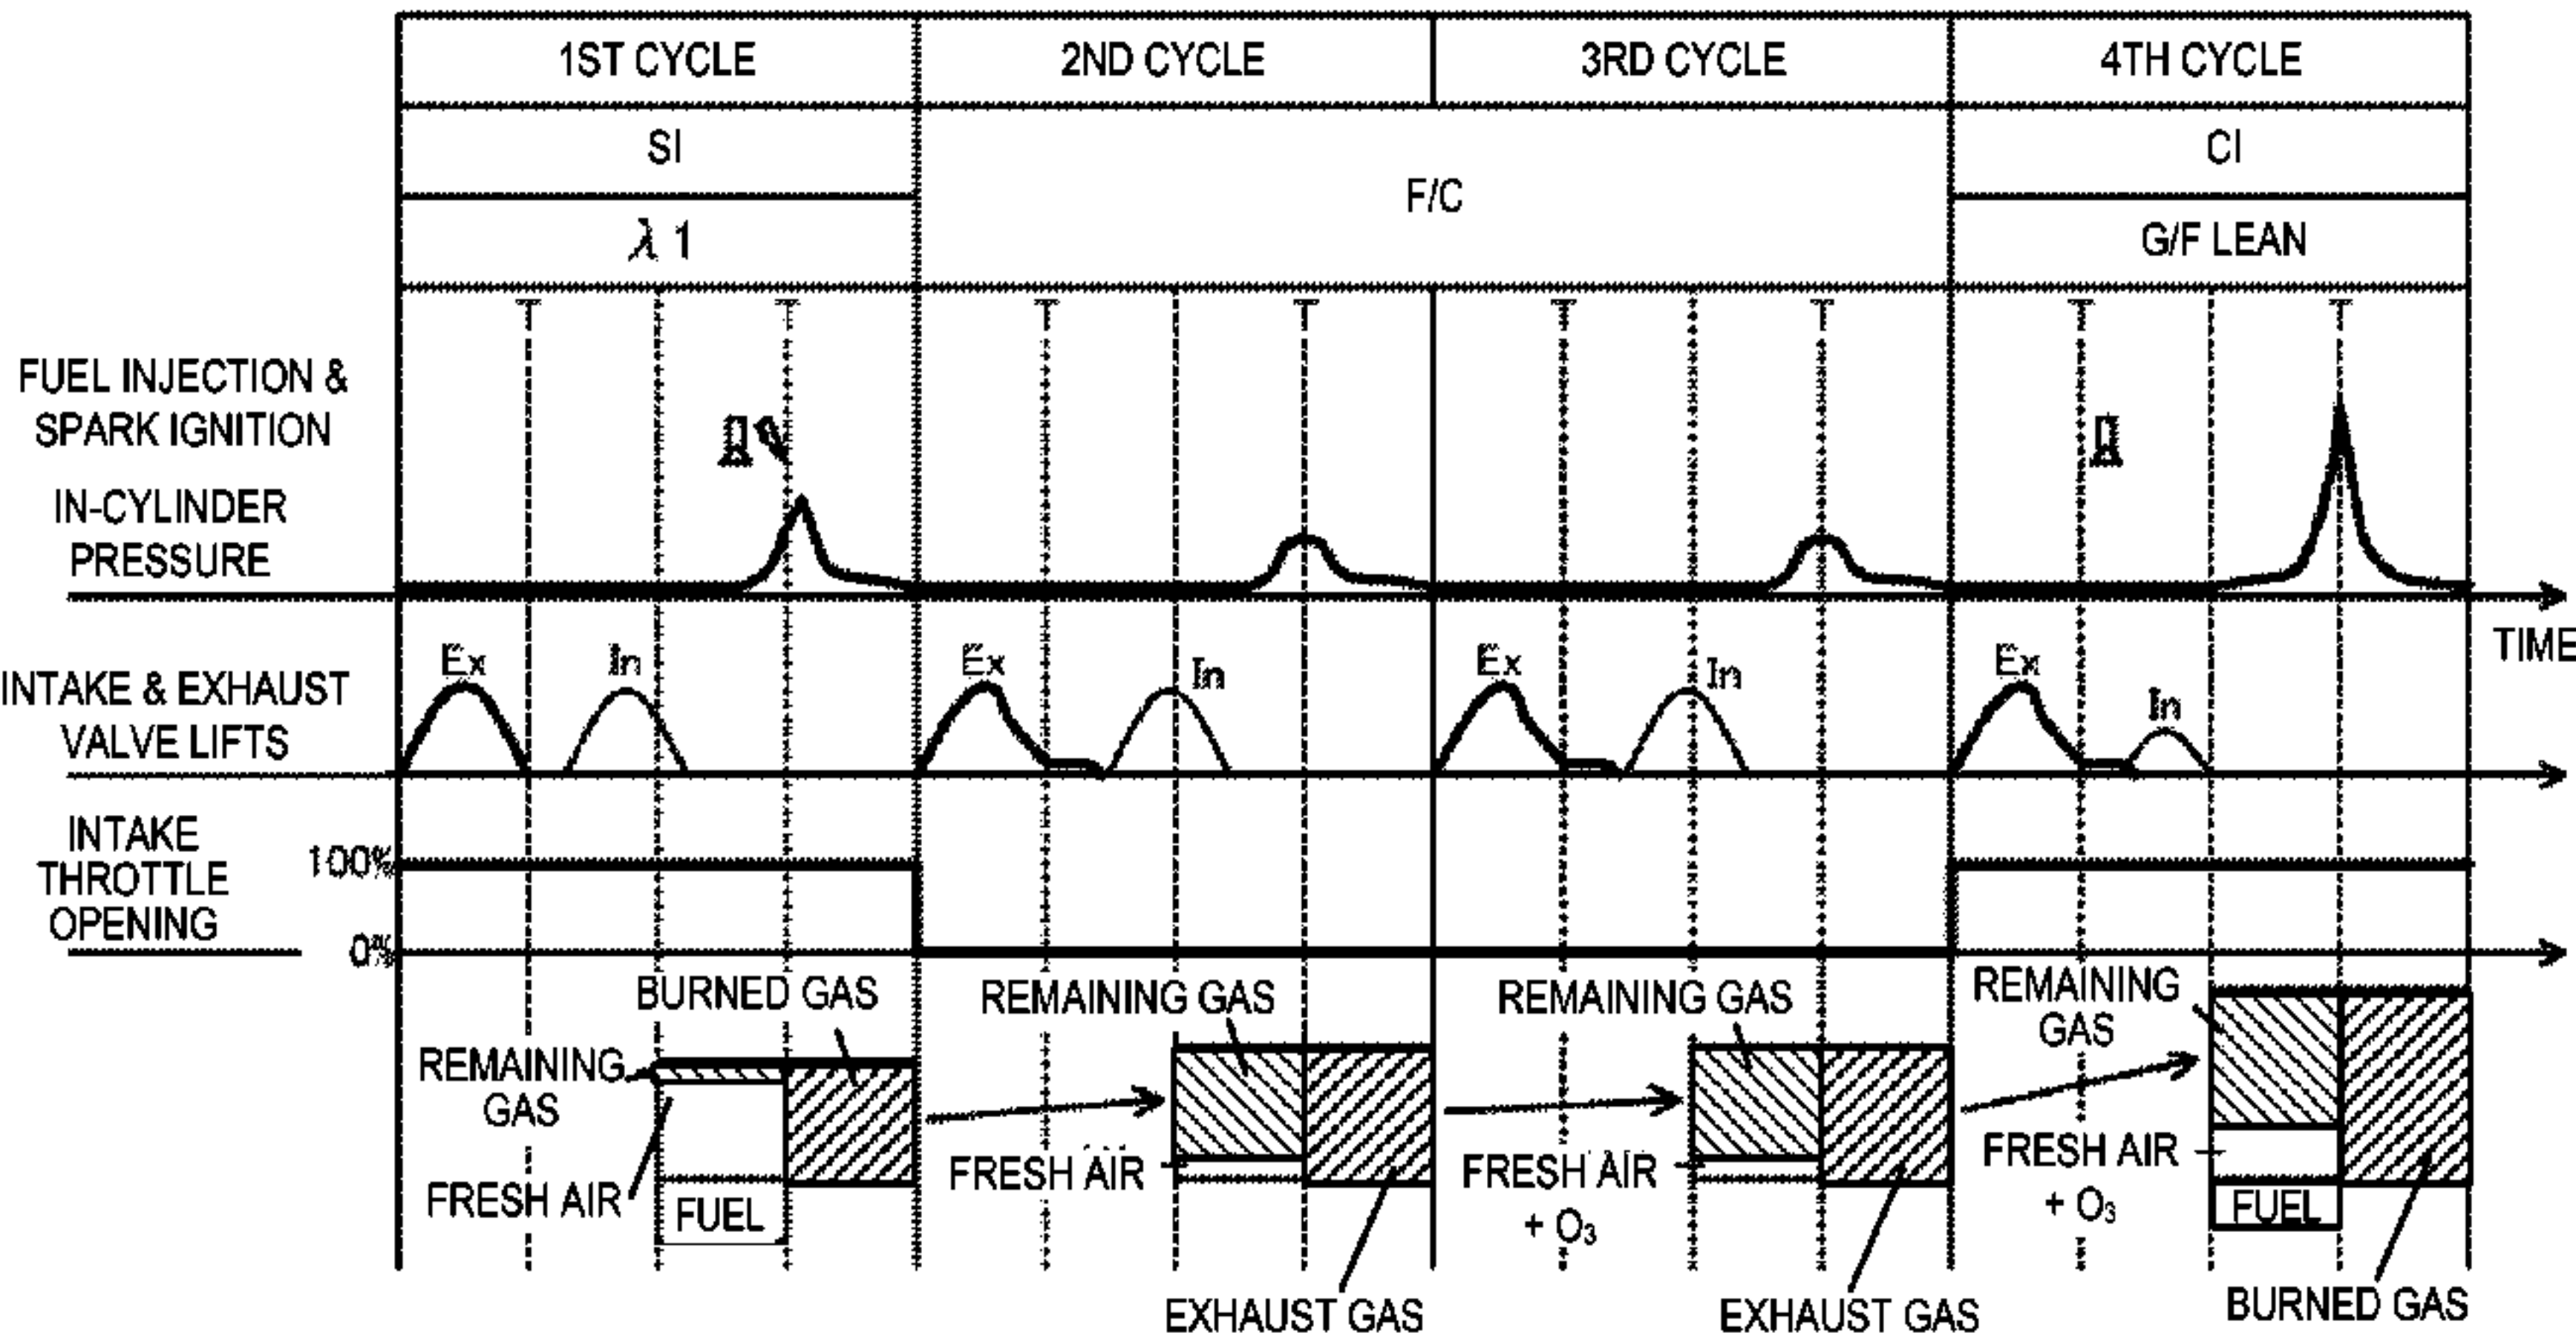 1ST CYCLE
2ND CYCLE
3RD CYCLE
4TH CYCLE
SI
F/C
CI
λ 1
G/F LEAN
FUEL INJECTION &
SPARK IGNITION
IN-CYLINDER
PRESSURE
TIME
INTAKE & EXHAUST
VALVE LIFTS
Ex
In
Ex
In
Ex
In
Ex
In
INTAKE
THROTTLE
OPENING
100%
0%
BURNED GAS
REMAINING
GAS
FRESH AIR
FUEL
REMAINING GAS
FRESH AIR
EXHAUST GAS
REMAINING GAS
FRESH AIR
+ O₃
EXHAUST GAS
REMAINING
GAS
FRESH AIR
+ O₃
FUEL
BURNED GAS